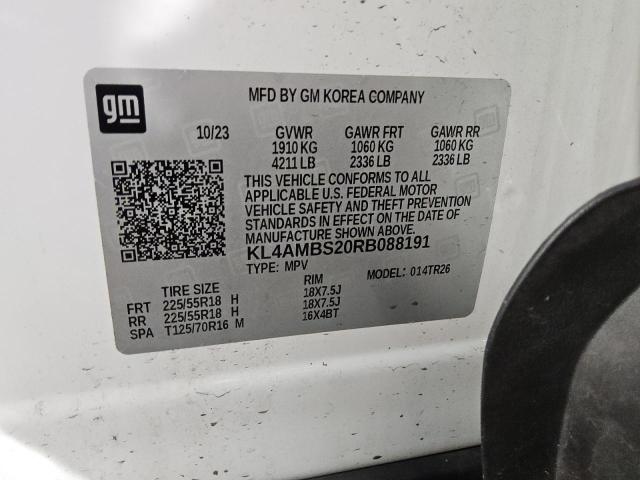 gm
MFD BY GM KOREA COMPANY
10/23 GVWR GAWR FRT GAWR RR
1910 KG 1060 KG 1060 KG
4211 LB 2336 LB 2336 LB
THIS VEHICLE CONFORMS TO ALL
APPLICABLE U.S. FEDERAL MOTOR
VEHICLE SAFETY AND THEFT PREVENTION
STANDARDS IN EFFECT ON THE DATE OF
MANUFACTURE SHOWN ABOVE.
KL4AMBS20RB088191
TYPE: MPV MODEL: 014TR26
TIRE SIZE RIM
FRT 225/55R18 H 18X7.5J
RR 225/55R18 H 18X7.5J
SPA T125/70R16 M 16X4BT